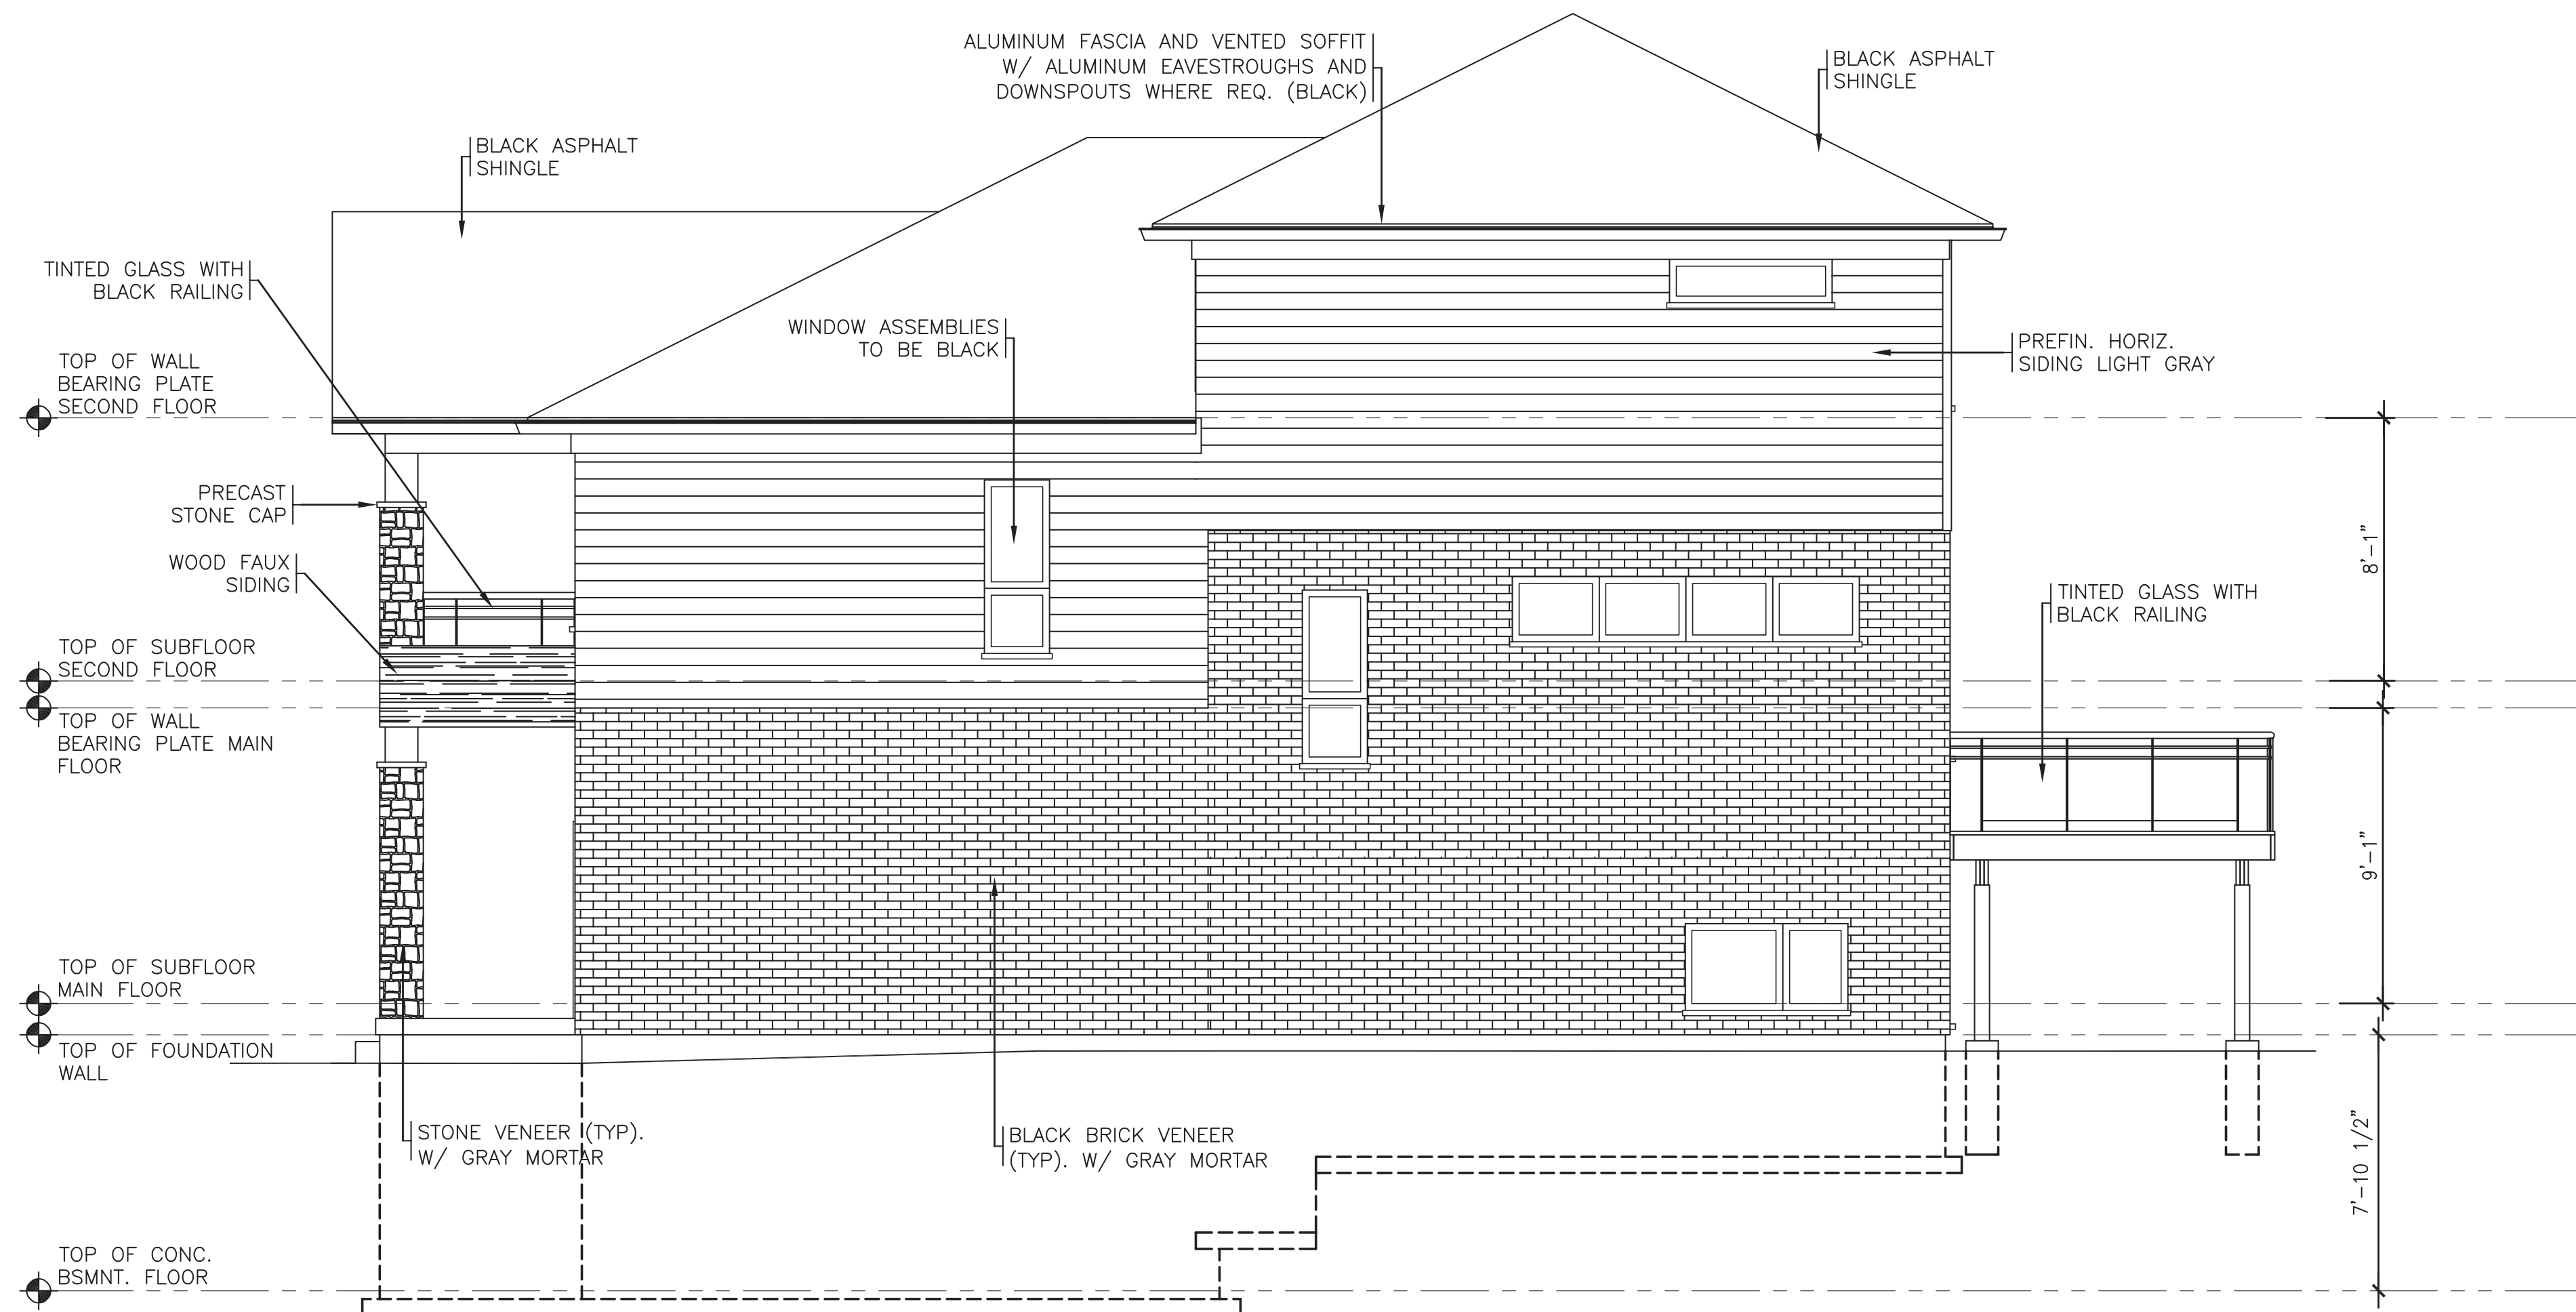 ALUMINUM FASCIA AND VENTED SOFFIT
W/ ALUMINUM EAVESTROUGHS AND
DOWNSPOUTS WHERE REQ. (BLACK)
BLACK ASPHALT
SHINGLE
BLACK ASPHALT
SHINGLE
TINTED GLASS WITH
BLACK RAILING
WINDOW ASSEMBLIES
TO BE BLACK
PREFIN. HORIZ.
SIDING LIGHT GRAY
TOP OF WALL
BEARING PLATE
SECOND FLOOR
PRECAST
STONE CAP
WOOD FAUX
SIDING
8'-1"
TINTED GLASS WITH
BLACK RAILING
TOP OF SUBFLOOR
SECOND FLOOR
TOP OF WALL
BEARING PLATE MAIN
FLOOR
9'-1"
TOP OF SUBFLOOR
MAIN FLOOR
TOP OF FOUNDATION
WALL
STONE VENEER (TYP).
W/ GRAY MORTAR
BLACK BRICK VENEER
(TYP). W/ GRAY MORTAR
7'-10 1/2"
TOP OF CONC.
BSMNT. FLOOR